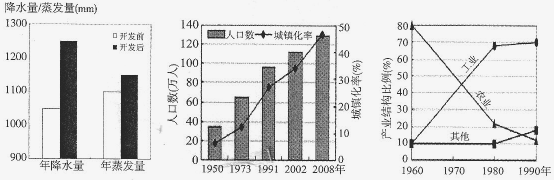 降水量/蒸发量(mm)
1300
1200
1100
1000
900
开发前
开发后
年降水量 年蒸发量
人口数(万人)
140
120
100
80
60
40
20
0
人口数 城镇化率
50
40
30
20
10
0
城镇化率(%)
1950 1973 1991 2002 2008年
产业结构比例(%)
80
70
60
50
40
30
20
10
0
工业
农业
其他
1960 1970 1980 1990年